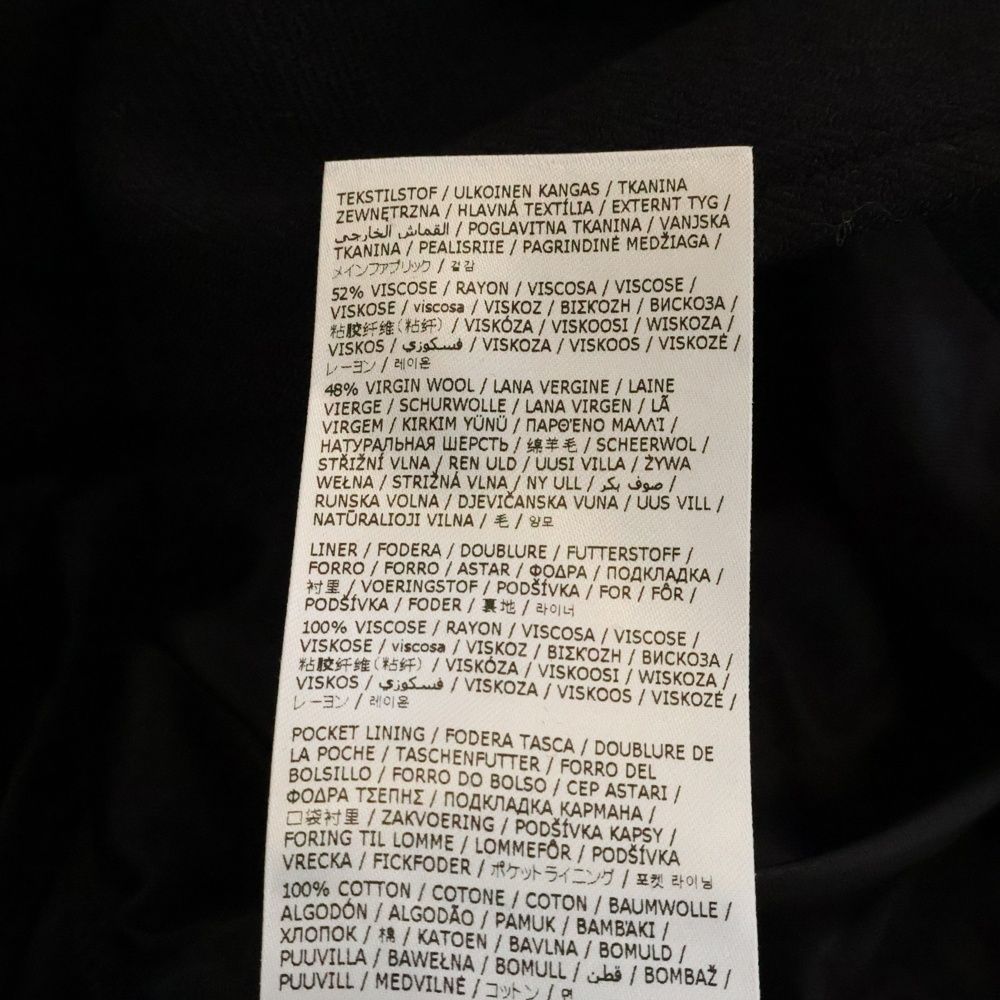 TEKSTILSTOF / ULKOINEN KANGAS / TKANINA
ZEWNĘTRZNA / HLAVNÁ TEXTÍLIA / EXTERNT TYG /
القماش الخارجي / POGLAVITNA TKANINA / VANJSKA
TKANINA / PEALISRIIE / PAGRINDINĖ MEDŽIAGA /
メインファブリック / 겉감
52% VISCOSE / RAYON / VISCOSA / VISCOSE /
VISKOSE / viscosa / VISKOZ / ΒΙΣΚΌΖΗ / ВИСКОЗА /
粘胶纤维(粘纤) / VISKÓZA / VISKOOSI / WISKOZA /
VISKOS / فسكوزي / VISKOZA / VISKOOS / VISKOZĖ /
レーヨン / 레이온
48% VIRGIN WOOL / LANA VERGINE / LAINE
VIERGE / SCHURWOLLE / LANA VIRGEN / LÃ
VIRGEM / KIRKIM YÜNÜ / ΠΑΡΘΈΝΟ ΜΑΛΛΊ /
НАТУРАЛЬНАЯ ШЕРСТЬ / 绵羊毛 / SCHEERWOL /
STŘIŽNÍ VLNA / REN ULD / UUSI VILLA / ŻYWA
WEŁNA / STRIŽNÁ VLNA / NY ULL / صوف بكر /
RUNSKA VOLNA / DJEVIČANSKA VUNA / UUS VILL /
NATŪRALIOJI VILNA / 毛 / 양모
LINER / FODERA / DOUBLURE / FUTTERSTOFF /
FORRO / FORRO / ASTAR / ΦΟΔΡΑ / ПОДКЛАДКА /
衬里 / VOERINGSTOF / PODŠÍVKA / FOR / FÔR /
PODŠÍVKA / FODER / 裏地 / 라이너
100% VISCOSE / RAYON / VISCOSA / VISCOSE /
VISKOSE / viscosa / VISKOZ / ΒΙΣΚΌΖΗ / ВИСКОЗА /
粘胶纤维(粘纤) / VISKÓZA / VISKOOSI / WISKOZA /
VISKOS / فسكوزي / VISKOZA / VISKOOS / VISKOZĖ /
レーヨン / 레이온
POCKET LINING / FODERA TASCA / DOUBLURE DE
LA POCHE / TASCHENFUTTER / FORRO DEL
BOLSILLO / FORRO DO BOLSO / CEP ASTARI /
ΦΟΔΡΑ ΤΣΕΠΗΣ / ПОДКЛАДКА КАРМАНА /
口袋衬里 / ZAKVOERING / PODŠÍVKA KAPSY /
FORING TIL LOMME / LOMMEFÔR / PODŠÍVKA
VRECKA / FICKFODER / ポケットライニング / 포켓 라이닝
100% COTTON / COTONE / COTON / BAUMWOLLE /
ALGODÓN / ALGODÃO / PAMUK / ΒΑΜΒΆΚΙ /
ХЛОПОК / 棉 / KATOEN / BAVLNA / BOMULD /
PUUVILLA / BAWEŁNA / BOMULL / قطن / BOMBAŽ /
PUUVILL / MEDVILNĖ / コットン /